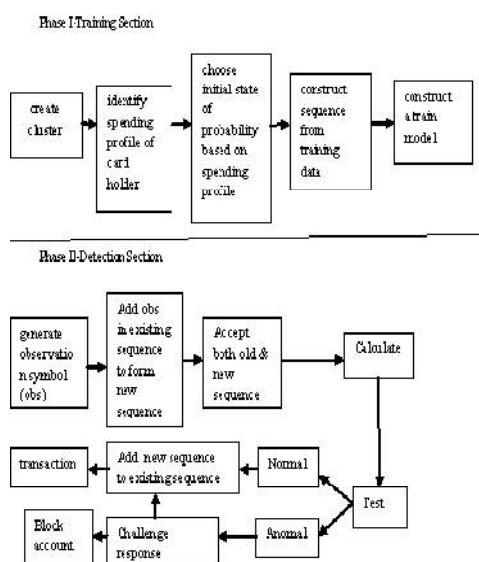 Phase I-Training Section
create
cluster
identify
spending
profile of
card
holder
choose
initial state
of
probability
based on
spending
profile
construct
sequence
from
training
data
construct
a train
model
Phase II-Detection Section
generate
observatio
n symbol
(obs)
Add obs
in existing
sequence
to form
new
sequence
Accept
both old &
new
sequence
Calculate
Test
Normal
Add new sequence
to existing sequence
transaction
Anomal
Challenge
response
Block
account